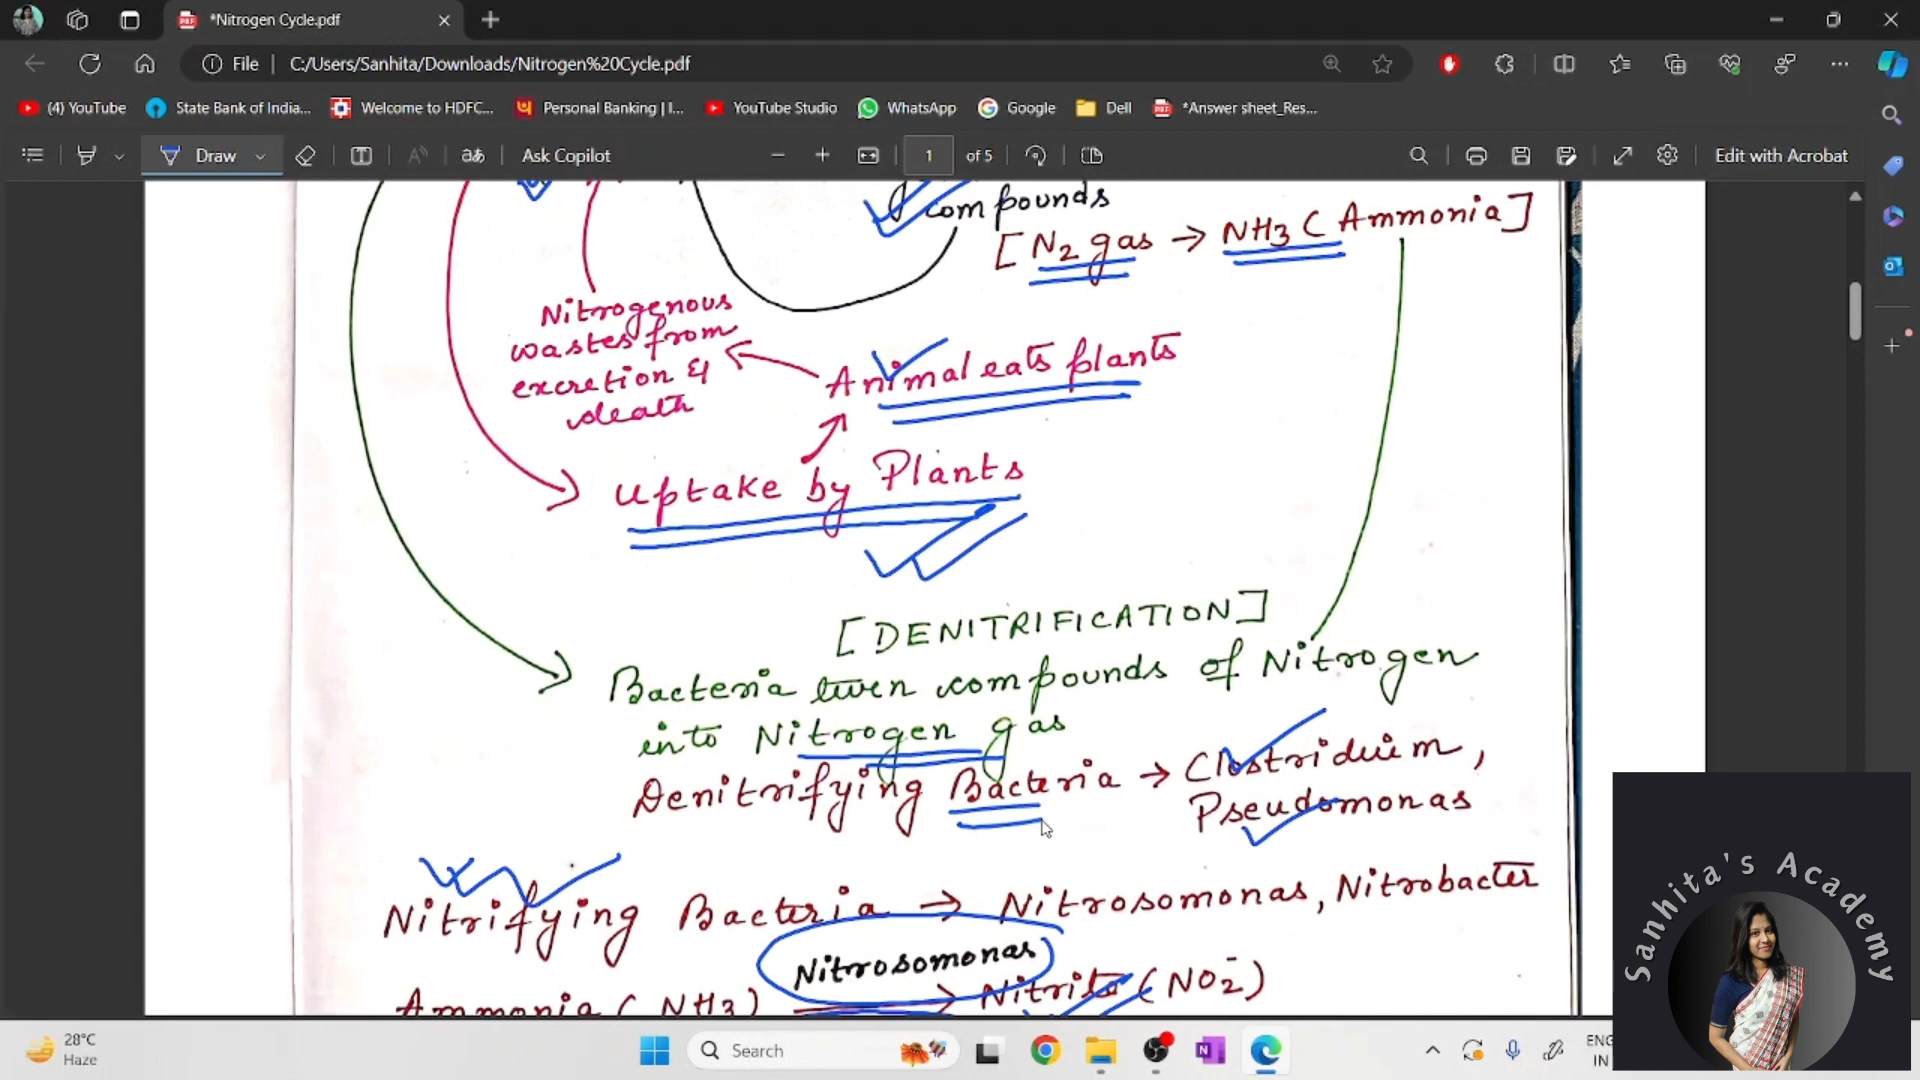 *Nitrogen Cycle.pdf
File
C:/Users/Sanhita/Downloads/Nitrogen%20Cycle.pdf
(4) YouTube
State Bank of India...
Welcome to HDFC...
Personal Banking | I...
YouTube Studio
WhatsApp
Google
Dell
*Answer sheet_Res...
Draw
Ask Copilot
1 of 5
Edit with Acrobat
compounds
[N2 gas → NH3 (Ammonia]
Nitrogenous
wastes from
excretion &
death
Animal eats plants
Uptake by Plants
[DENITRIFICATION]
Bacteria turn compounds of Nitrogen
into Nitrogen gas
Denitrifying Bacteria → Clostriduim,
Pseudomonas
Nitrifying Bacteria → Nitrosomonas, Nitrobacter
Nitrosomonas
Ammonia (NH3) → Nitrite (NO2-)
Sanhita's Academy
28°C
Haze
Search
ENG
IN